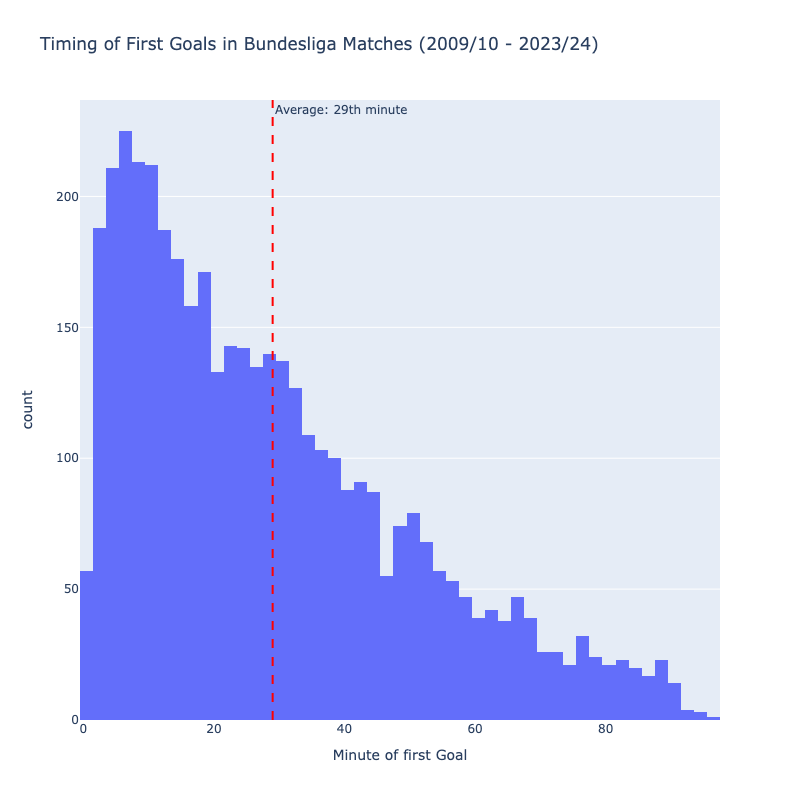 Timing of First Goals in Bundesliga Matches (2009/10 - 2023/24)
Average: 29th minute
200
150
100
50
0
count
0 20 40 60 80
Minute of first Goal